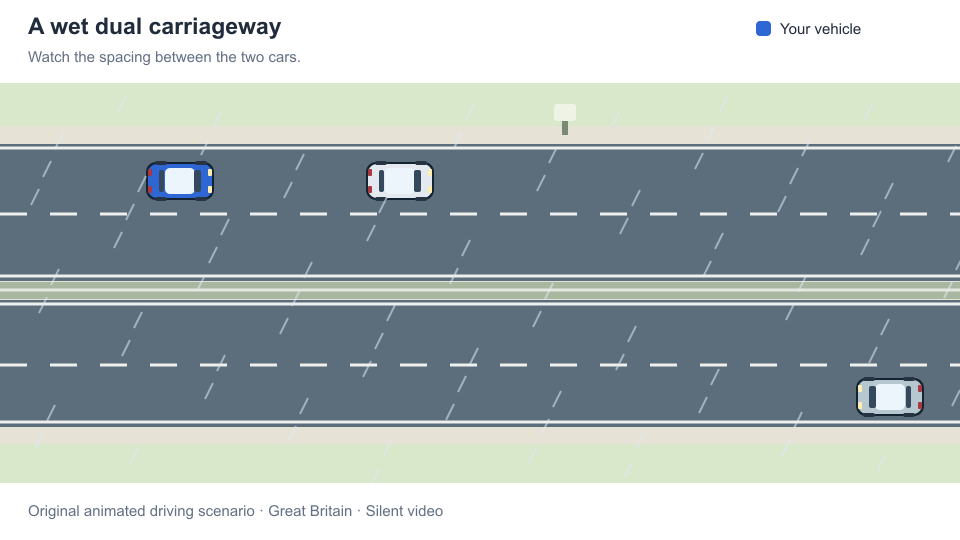 A wet dual carriageway
Your vehicle
Watch the spacing between the two cars.
Original animated driving scenario · Great Britain · Silent video